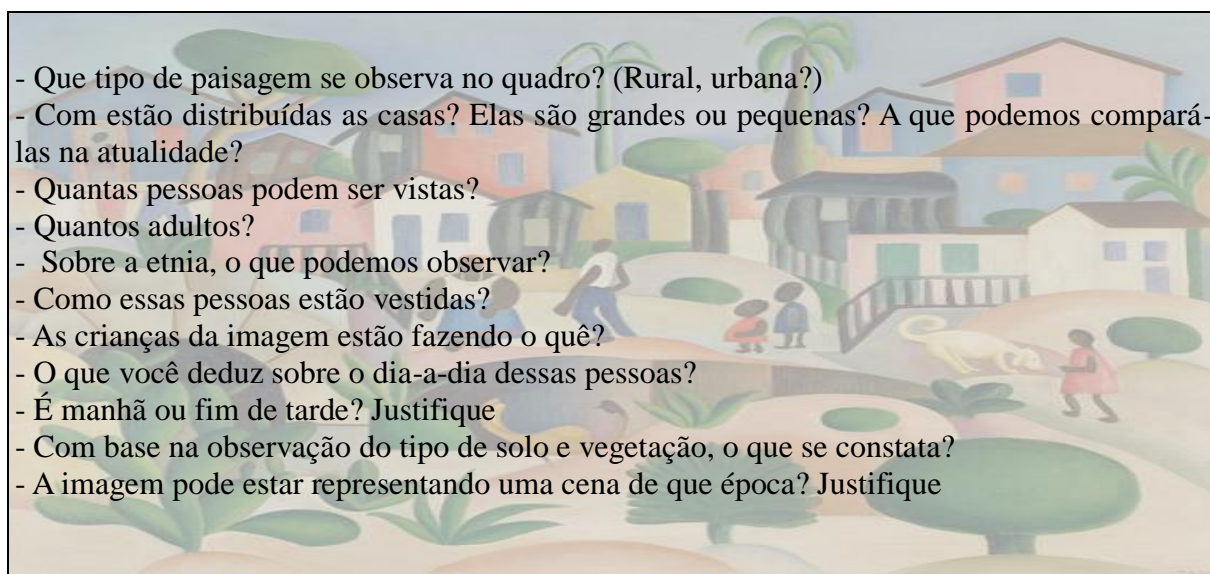 - Que tipo de paisagem se observa no quadro? (Rural, urbana?)
- Com estão distribuídas as casas? Elas são grandes ou pequenas? A que podemos compará-
las na atualidade?
- Quantas pessoas podem ser vistas?
- Quantos adultos?
-  Sobre a etnia, o que podemos observar?
- Como essas pessoas estão vestidas?
- As crianças da imagem estão fazendo o quê?
- O que você deduz sobre o dia-a-dia dessas pessoas?
- É manhã ou fim de tarde? Justifique
- Com base na observação do tipo de solo e vegetação, o que se constata?
- A imagem pode estar representando uma cena de que época? Justifique